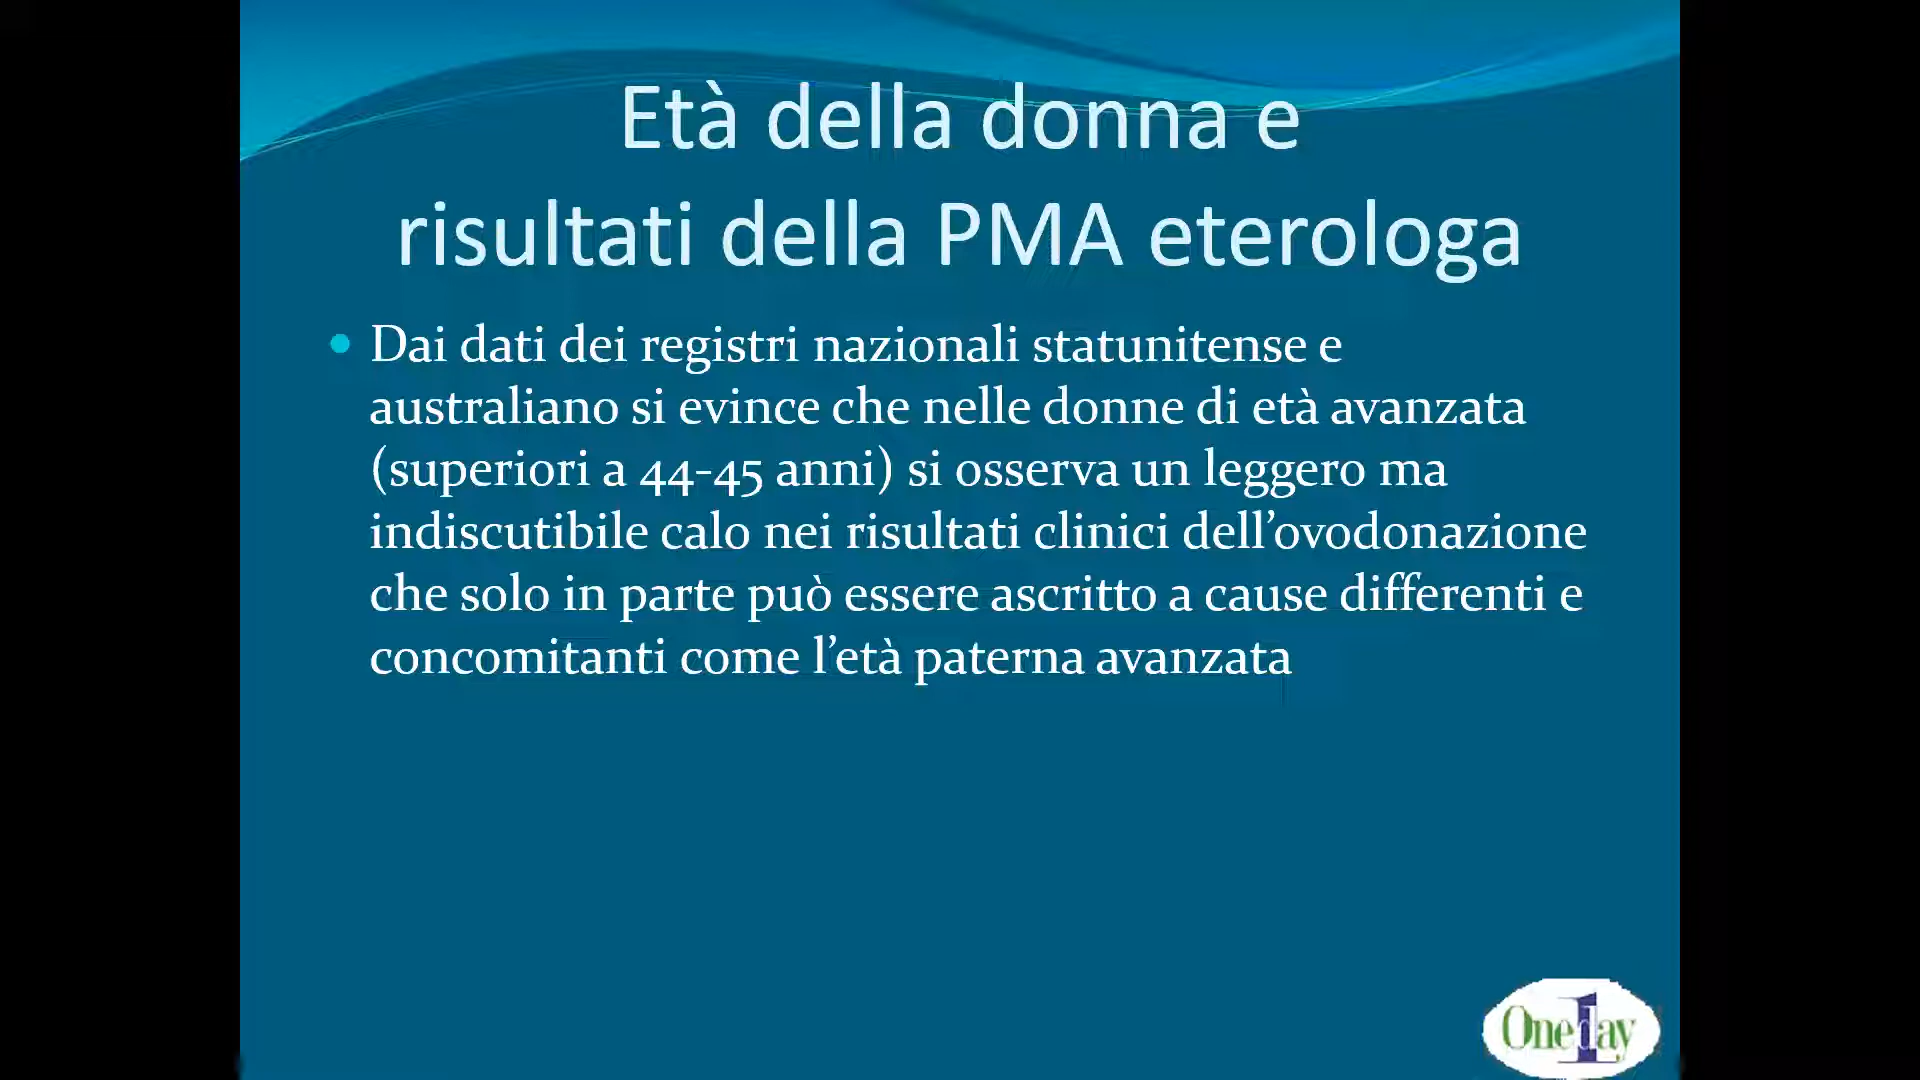 Età della donna e
risultati della PMA eterologa
• Dai dati dei registri nazionali statunitense e
australiano si evince che nelle donne di età avanzata
(superiori a 44-45 anni) si osserva un leggero ma
indiscutibile calo nei risultati clinici dell’ovodonazione
che solo in parte può essere ascritto a cause differenti e
concomitanti come l’età paterna avanzata
One1day